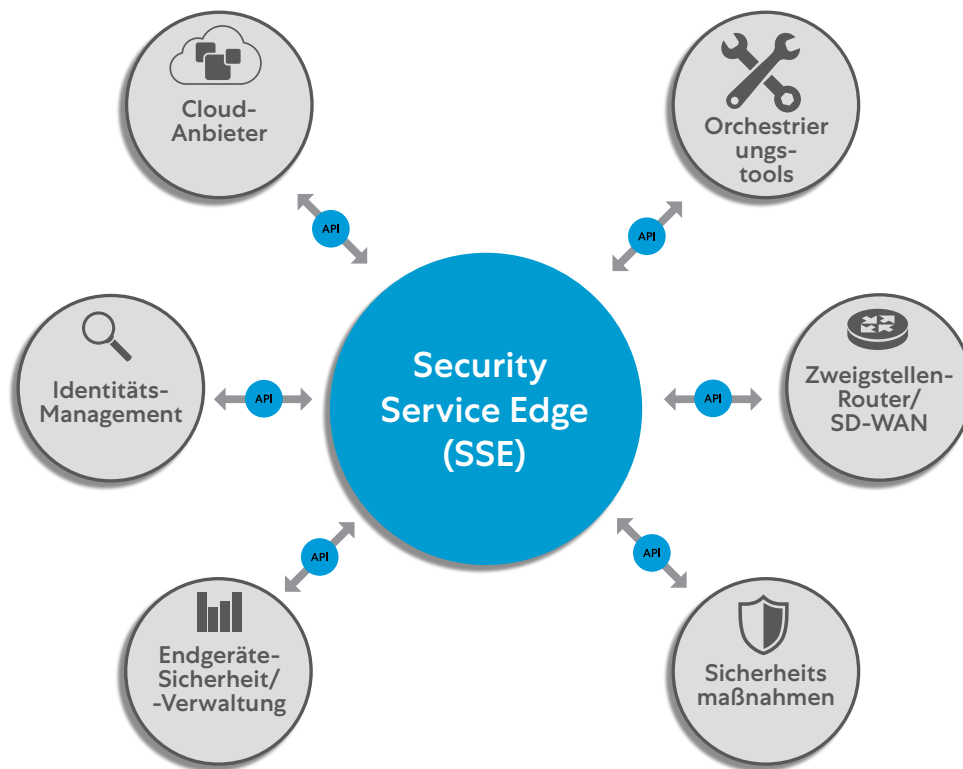 Cloud-
Anbieter
Orchestrier
ungs-
tools
API
API
Security
Service Edge
(SSE)
Identitäts-
Management
API
API
Zweigstellen-
Router/
SD-WAN
API
API
Endgeräte-
Sicherheit/
-Verwaltung
Sicherheits
maßnahmen